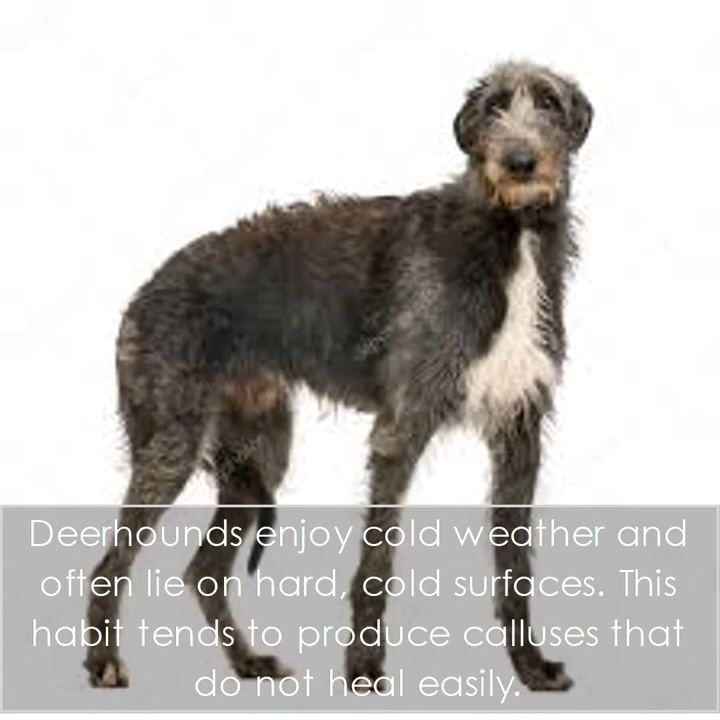 Deerhounds enjoy cold weather and
often lie on hard, cold surfaces. This
habit tends to produce calluses that
do not heal easily.